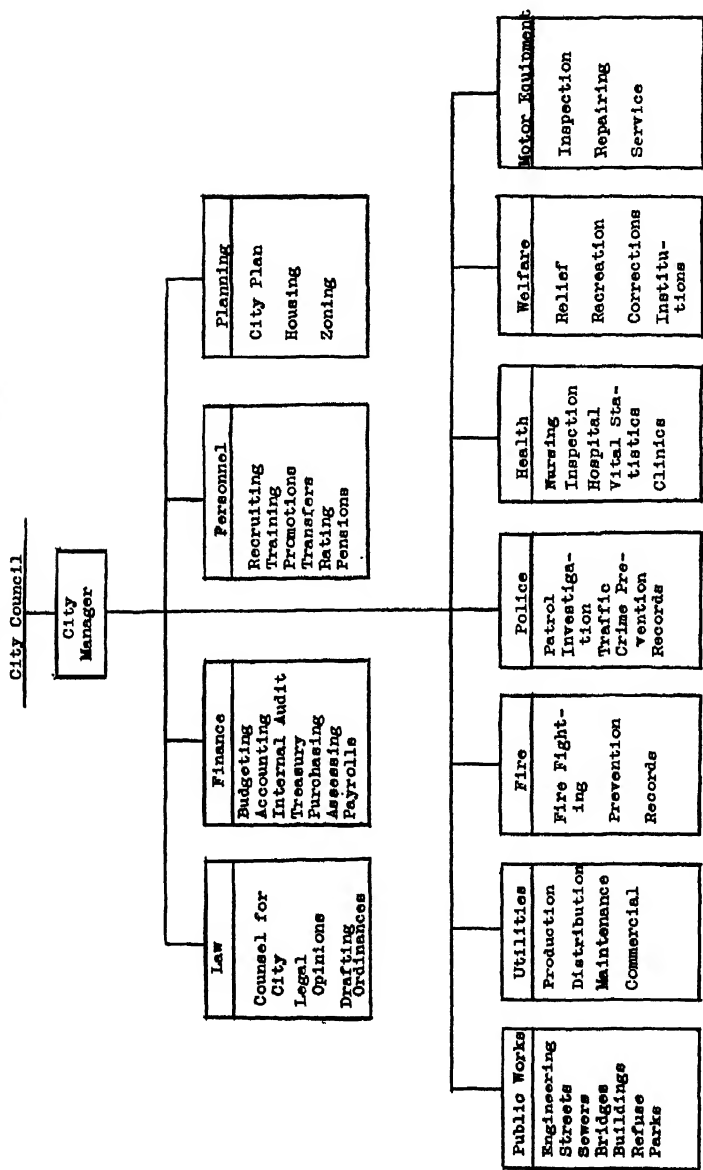 City Council
City
Manager
Law
Counsel for
City
Legal
Opinions
Drafting
Ordinances
Finance
Budgeting
Accounting
Internal Audit
Treasury
Purchasing
Assessing
Payrolls
Personnel
Recruiting
Training
Promotions
Transfers
Rating
Pensions
Planning
City Plan
Housing
Zoning
Public Works
Engineering
Streets
Sewers
Bridges
Buildings
Refuse
Parks
Utilities
Production
Distribution
Maintenance
Commercial
Fire
Fire Fight-
ing
Prevention
Records
Police
Patrol
Investiga-
tion
Traffic
Crime Pre-
vention
Records
Health
Nursing
Inspection
Hospital
Vital Sta-
tistics
Clinics
Welfare
Relief
Recreation
Corrections
Institu-
tions
Motor Equipment
Inspection
Repairing
Service